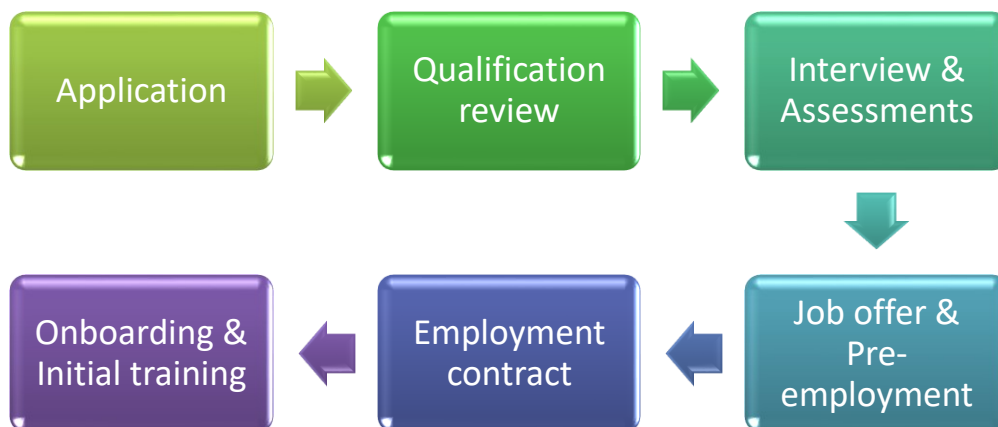 Application
Qualification
review
Interview &
Assessments
Job offer &
Pre-
employment
Employment
contract
Onboarding &
Initial training